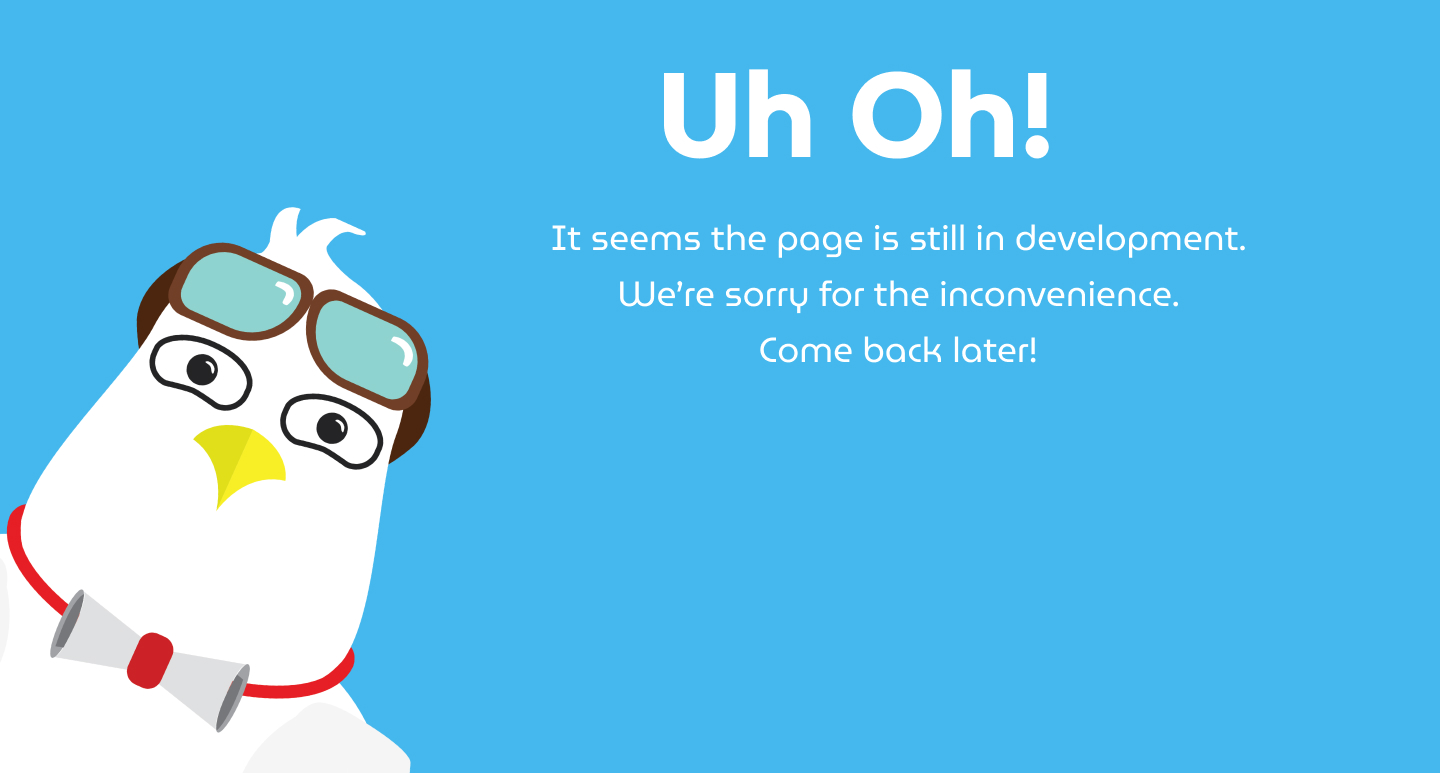 Uh Oh!
It seems the page is still in development.
We’re sorry for the inconvenience.
Come back later!